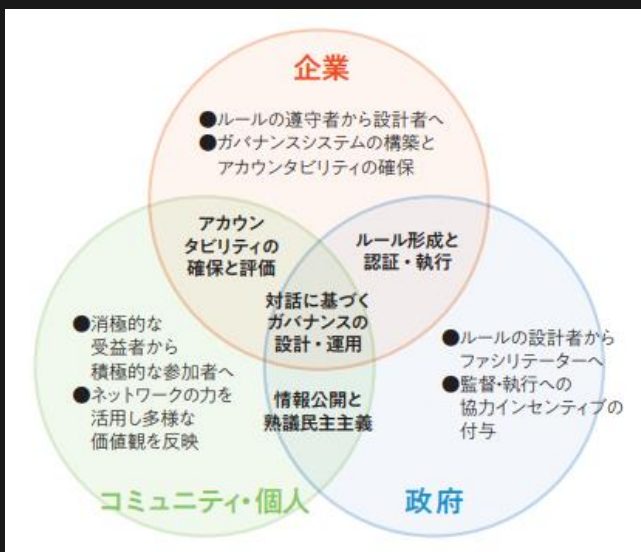 企業
●ルールの遵守者から設計者へ
●ガバナンスシステムの構築と
アカウンタビリティの確保
アカウン
タビリティの
確保と評価
ルール形成と
認証・執行
対話に基づく
ガバナンスの
設計・運用
●消極的な
受益者から
積極的な参加者へ
●ネットワークの力を
活用し多様な
価値観を反映
●ルールの設計者から
ファシリテーターへ
●監督・執行への
協力インセンティブの
付与
情報公開と
熟議民主主義
コミュニティ・個人
政府